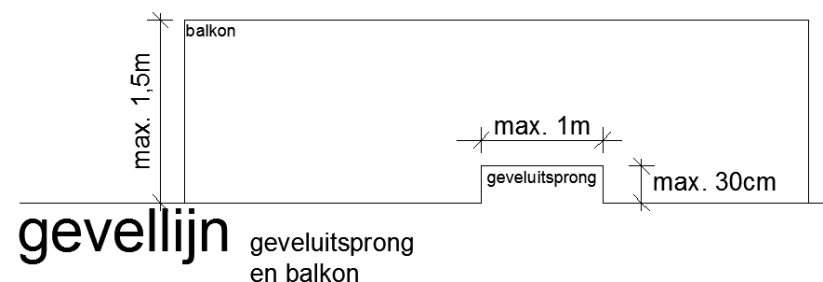 balkon
max. 1,5m
max. 1m
geveluitsprong
max. 30cm
gevellijn
geveluitsprong
en balkon